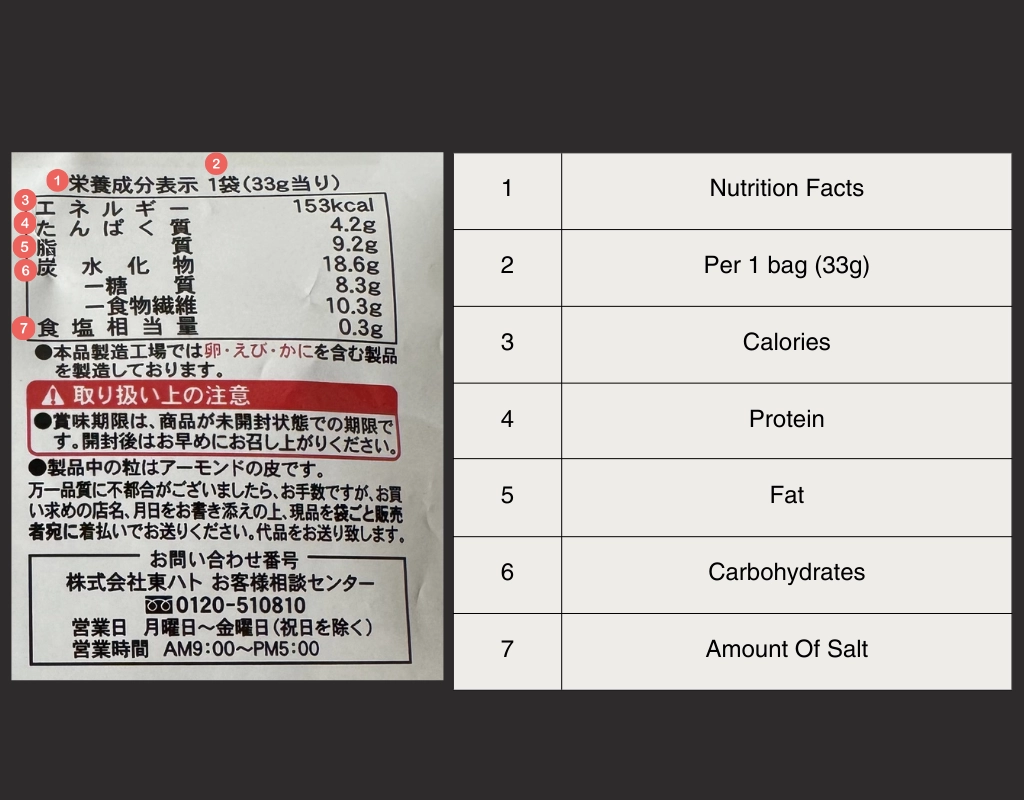 1 栄養成分表示 2 1袋(33g当り)
3 エネルギー 153kcal
4 たんぱく質 4.2g
5 脂質 9.2g
6 炭水化物 18.6g
ー糖質 8.3g
ー食物繊維 10.3g
7 食塩相当量 0.3g
●本品製造工場では卵・えび・かにを含む製品
を製造しております。
取り扱い上の注意
●賞味期限は、商品が未開封状態での期限で
す。開封後はお早めにお召し上がりください。
●製品中の粒はアーモンドの皮です。
万一品質に不都合がございましたら、お手数ですが、お買
い求めの店名、月日をお書き添えの上、現品を袋ごと販売
者宛に着払いでお送りください。代品をお送り致します。
お問い合わせ番号
株式会社東ハト お客様相談センター
0120-510810
営業日 月曜日〜金曜日(祝日を除く)
営業時間 AM9:00〜PM5:00
1 Nutrition Facts
2 Per 1 bag (33g)
3 Calories
4 Protein
5 Fat
6 Carbohydrates
7 Amount Of Salt